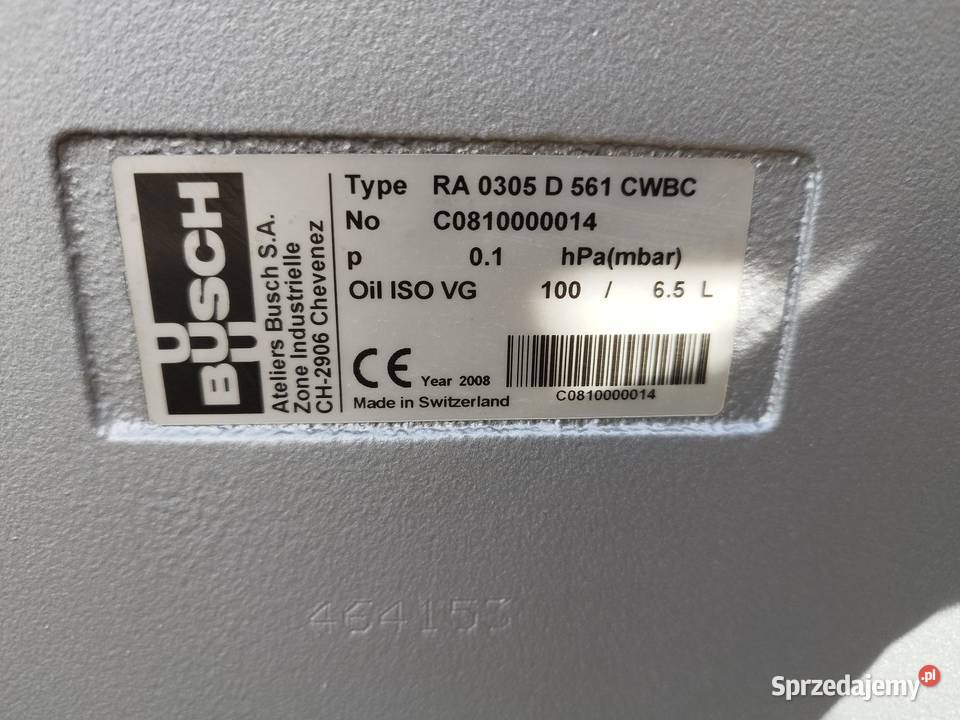 BUSCH
Ateliers Busch S.A.
Zone Industrielle
CH-2906 Chevenez
Type RA 0305 D 561 CWBC
No C0810000014
p 0.1 hPa(mbar)
Oil ISO VG 100 / 6.5 L
CE Year 2008
Made in Switzerland
C0810000014
464153
Sprzedajemy.pl